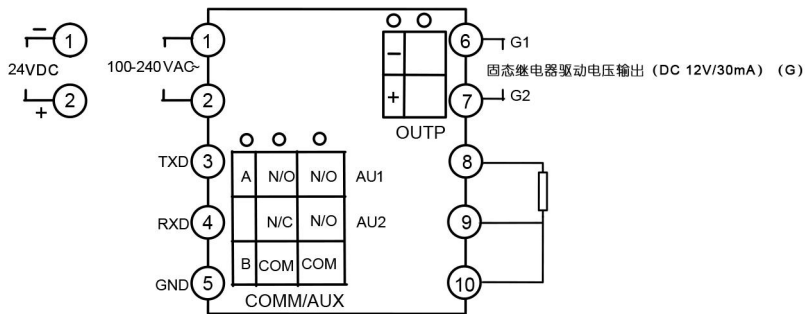 − 1
24VDC
+ 2
100-240 VAC~
1
2
TXD 3
RXD 4
GND 5
− 
+
OUTP
6 G1
固态继电器驱动电压输出（DC 12V/30mA）（G）
7 G2
A N/O N/O AU1
N/C N/O AU2
B COM COM
COMM/AUX
8
9
10